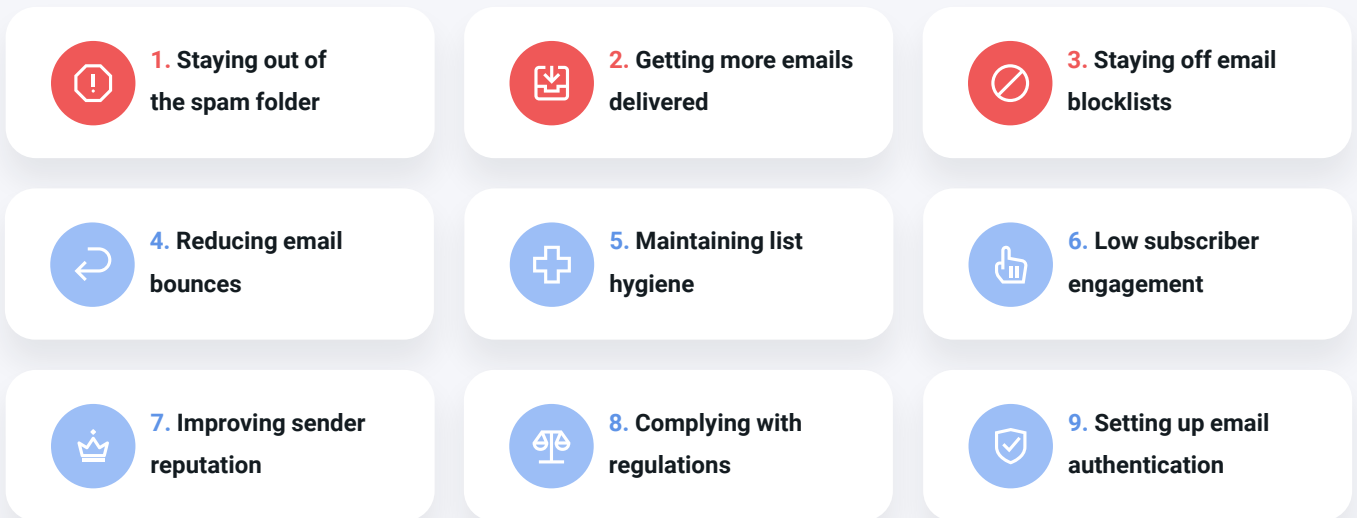 1. Staying out of
the spam folder
2. Getting more emails
delivered
3. Staying off email
blocklists
4. Reducing email
bounces
5. Maintaining list
hygiene
6. Low subscriber
engagement
7. Improving sender
reputation
8. Complying with
regulations
9. Setting up email
authentication